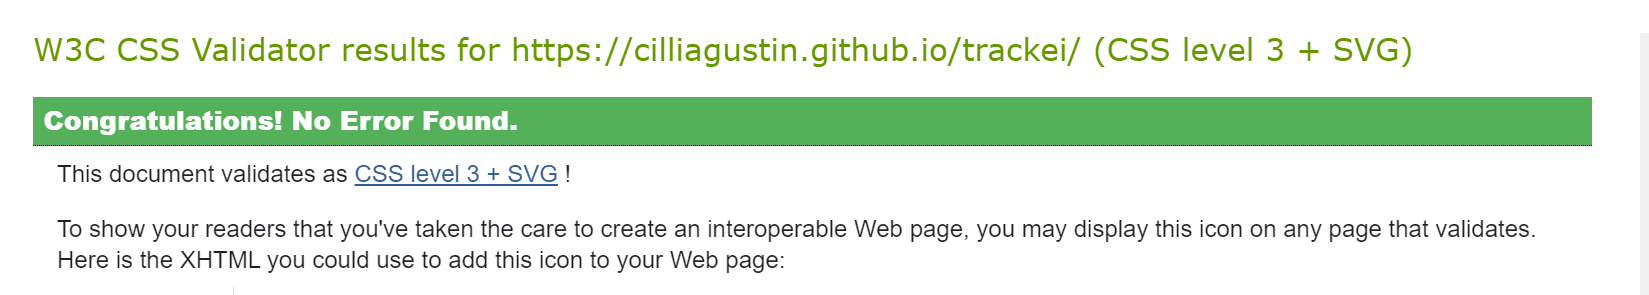 W3C CSS Validator results for https://cilliagustin.github.io/trackei/ (CSS level 3 + SVG)
Congratulations! No Error Found.
This document validates as CSS level 3 + SVG !
To show your readers that you've taken the care to create an interoperable Web page, you may display this icon on any page that validates.
Here is the XHTML you could use to add this icon to your Web page: